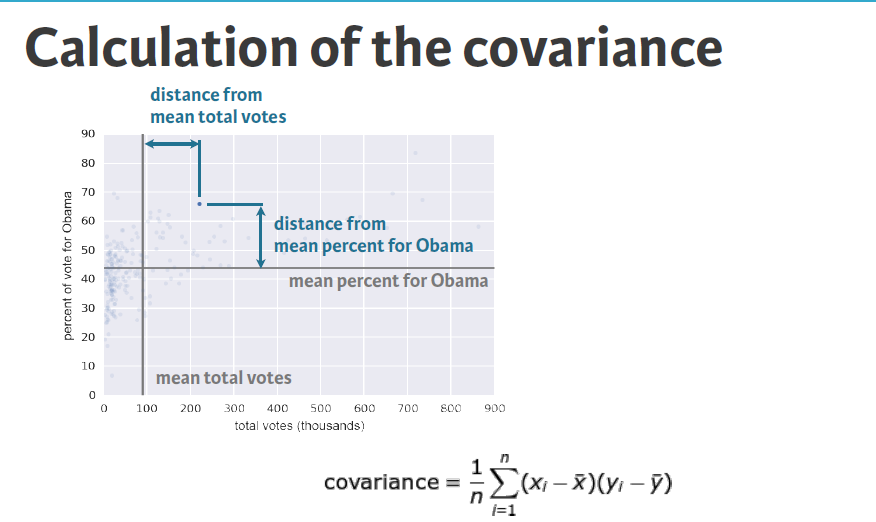 Calculation of the covariance
distance from
mean total votes
90
80
70
60
50
40
30
20
10
0
percent of vote for Obama
distance from
mean percent for Obama
mean percent for Obama
mean total votes
0 100 200 300 400 500 600 700 800 900
total votes (thousands)
covariance = \frac{1}{n} \sum_{i=1}^{n} (x_i - \bar{x})(y_i - \bar{y})